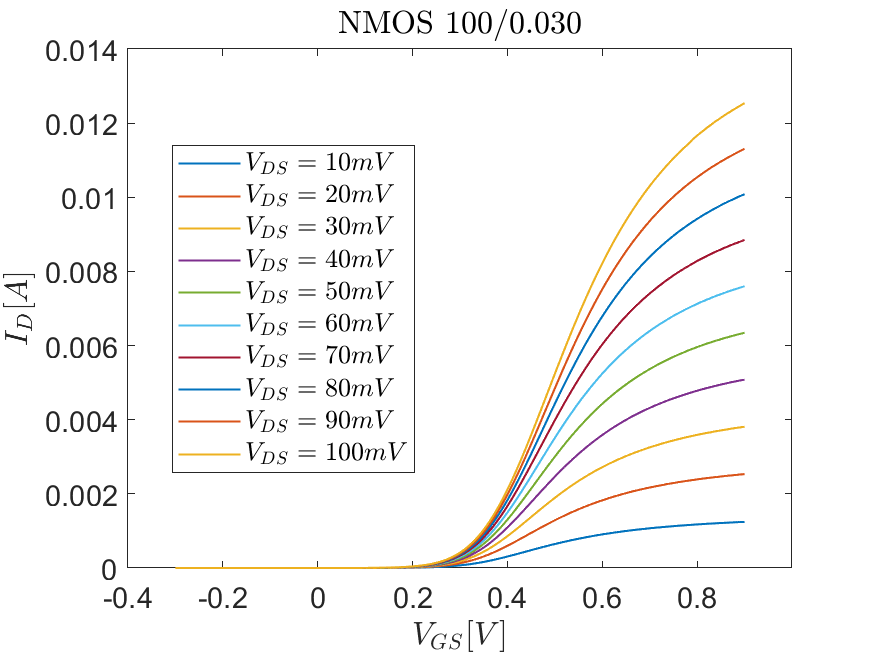 NMOS 100/0.030
0.014
0.012
0.01
0.008
0.006
0.004
0.002
0
I_D[A]
V_DS = 10mV
V_DS = 20mV
V_DS = 30mV
V_DS = 40mV
V_DS = 50mV
V_DS = 60mV
V_DS = 70mV
V_DS = 80mV
V_DS = 90mV
V_DS = 100mV
-0.4 -0.2 0 0.2 0.4 0.6 0.8
V_GS[V]